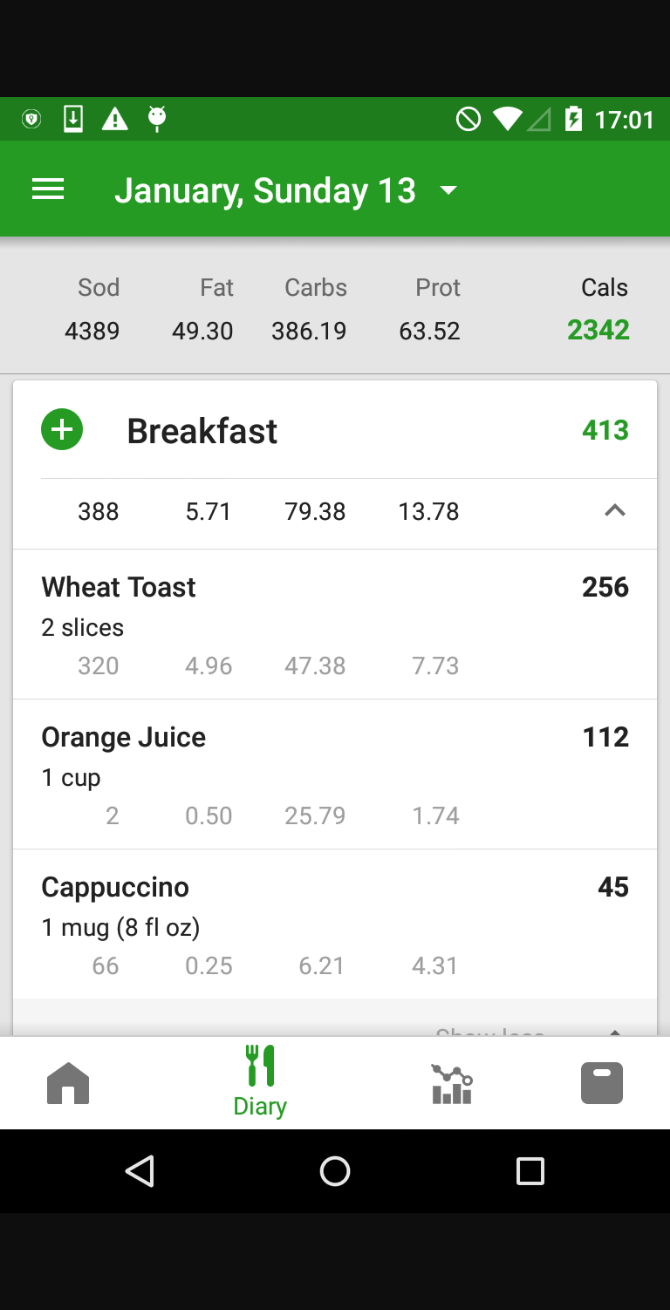 17:01
January, Sunday 13
Sod Fat Carbs Prot Cals
4389 49.30 386.19 63.52 2342
Breakfast 413
388 5.71 79.38 13.78
Wheat Toast 256
2 slices
320 4.96 47.38 7.73
Orange Juice 112
1 cup
2 0.50 25.79 1.74
Cappuccino 45
1 mug (8 fl oz)
66 0.25 6.21 4.31
Show less
Diary